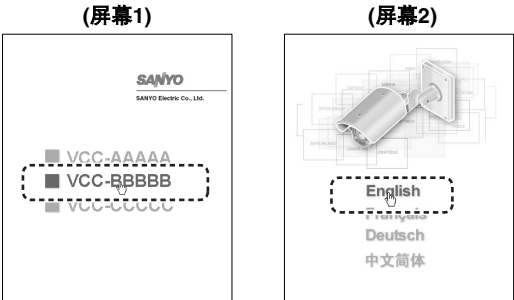 (屏幕1)
SANYO
SANYO Electric Co., Ltd.
VCC-AAAAA
VCC-BBBBB
VCC-CCCCC
(屏幕2)
English
Français
Deutsch
中文简体